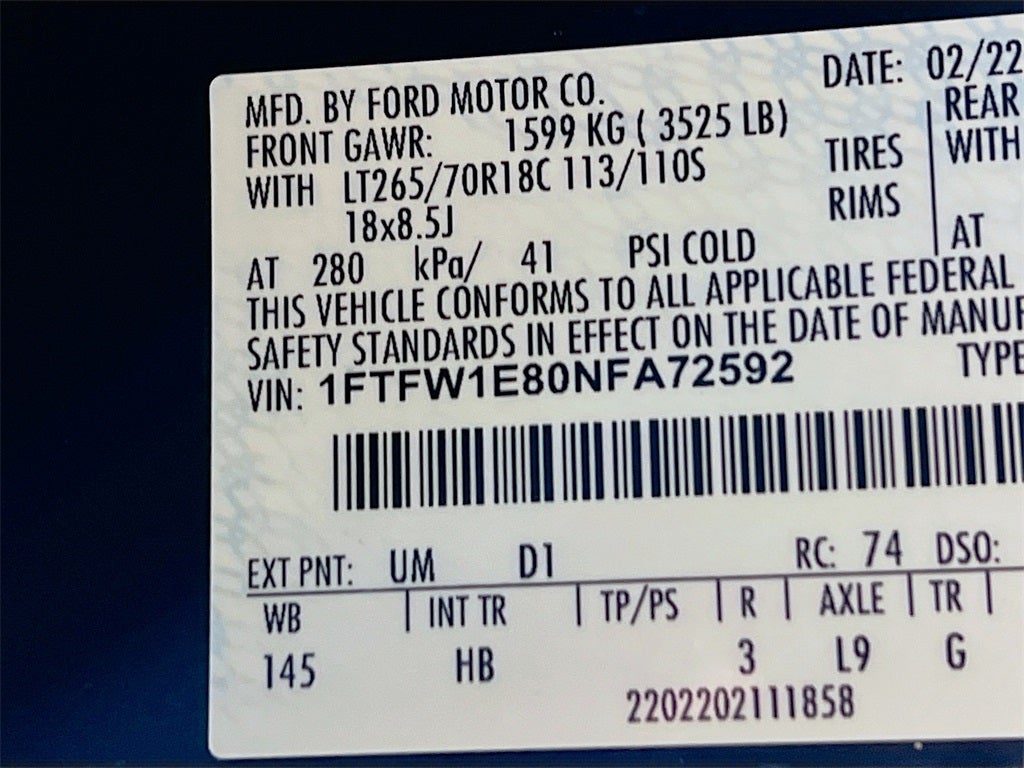 DATE: 02/22
MFD. BY FORD MOTOR CO.
FRONT GAWR: 1599 KG ( 3525 LB) REAR
WITH LT265/70R18C 113/110S TIRES WITH
18x8.5J RIMS
AT 280 kPa/ 41 PSI COLD AT
THIS VEHICLE CONFORMS TO ALL APPLICABLE FEDERAL
SAFETY STANDARDS IN EFFECT ON THE DATE OF MANUF
VIN: 1FTFW1E80NFA72592 TYPE
EXT PNT: UM D1 RC: 74 DSO:
WB | INT TR | TP/PS | R | AXLE | TR |
145 HB 3 L9 G
2202202111858